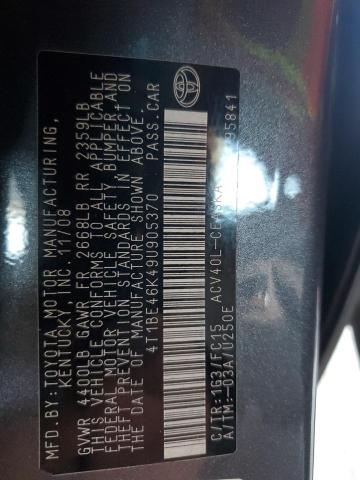 MFD.BY:TOYOTA MOTOR MANUFACTURING,
KENTUCKY, INC. 11/08
GVWR 4400LB GAWR FR 2668LB RR 2359LB
THIS VEHICLE CONFORMS TO ALL APPLICABLE
FEDERAL MOTOR VEHICLE SAFETY, BUMPER, AND
THEFT PREVENTION STANDARDS IN EFFECT ON
THE DATE OF MANUFACTURE SHOWN ABOVE.
4T1BE46K49U905370 PASS.CAR
C/TR:1G3/FC15
A/TM:-03A/U250E
95841